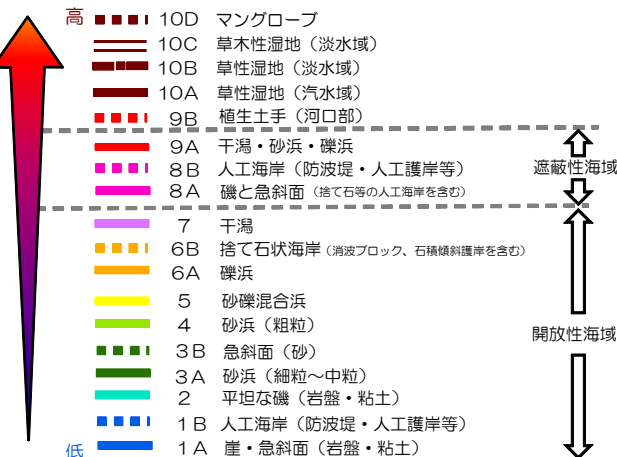 高
10D マングローブ
10C 草木性湿地（淡水域）
10B 草性湿地（淡水域）
10A 草性湿地（汽水域）
9B 植生土手（河口部）
9A 干潟・砂浜・礫浜
8B 人工海岸（防波堤・人工護岸等）
遮蔽性海域
8A 磯と急斜面（捨て石等の人工海岸を含む）
7 干潟
6B 捨て石状海岸（消波ブロック、石積傾斜護岸を含む）
6A 礫浜
5 砂礫混合浜
4 砂浜（粗粒）
開放性海域
3B 急斜面（砂）
3A 砂浜（細粒～中粒）
2 平坦な磯（岩盤・粘土）
1B 人工海岸（防波堤・人工護岸等）
低
1A 崖・急斜面（岩盤・粘土）